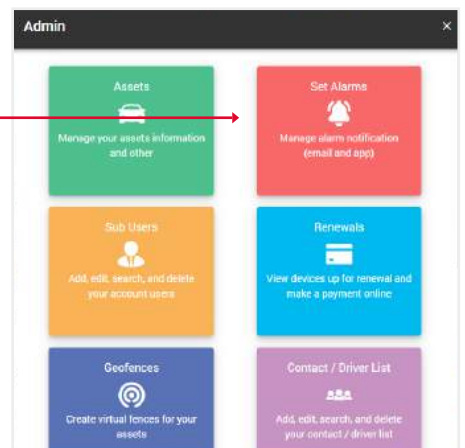 Admin
×
Assets
Manage your assets information
and other
Set Alarms
Manage alarm notification
(email and app)
Sub Users
Add, edit, search, and delete
your account users
Renewals
View devices up for renewal and
make a payment online
Geofences
Create virtual fences for your
assets
Contact / Driver List
Add, edit, search, and delete
your contact / driver list